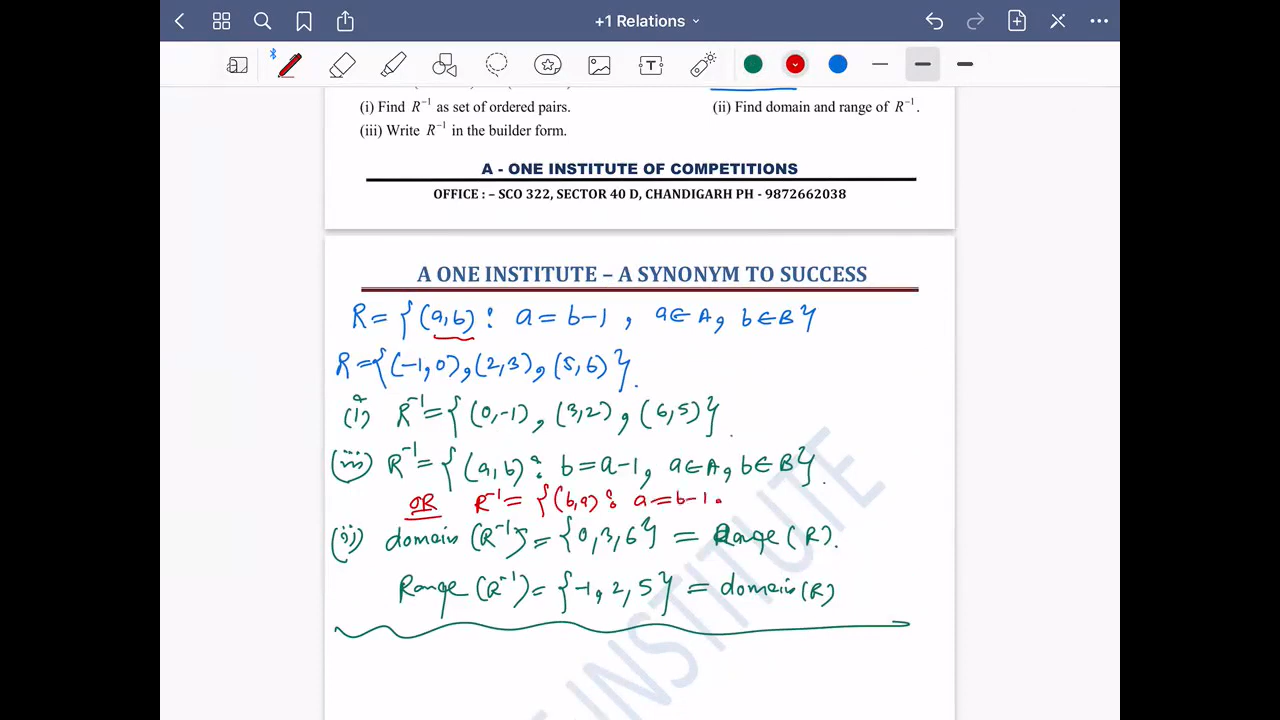 +1 Relations
(i) Find R⁻¹ as set of ordered pairs. (ii) Find domain and range of R⁻¹.
(iii) Write R⁻¹ in the builder form.
A - ONE INSTITUTE OF COMPETITIONS
OFFICE : – SCO 322, SECTOR 40 D, CHANDIGARH PH - 9872662038
A ONE INSTITUTE – A SYNONYM TO SUCCESS
R = {(a,b) : a = b-1 , a∈A, b∈B}
R = {(-1,0), (2,3), (5,6)}.
(i) R⁻¹ = {(0,-1), (3,2), (6,5)}.
(iii) R⁻¹ = {(a,b) : b = a-1, a∈A, b∈B}.
OR R⁻¹ = {(b,a) : a = b-1.
(ii) domain (R⁻¹) = {0,3,6} = Range (R).
Range (R⁻¹) = {-1, 2, 5} = domain (R)
INSTITUTE